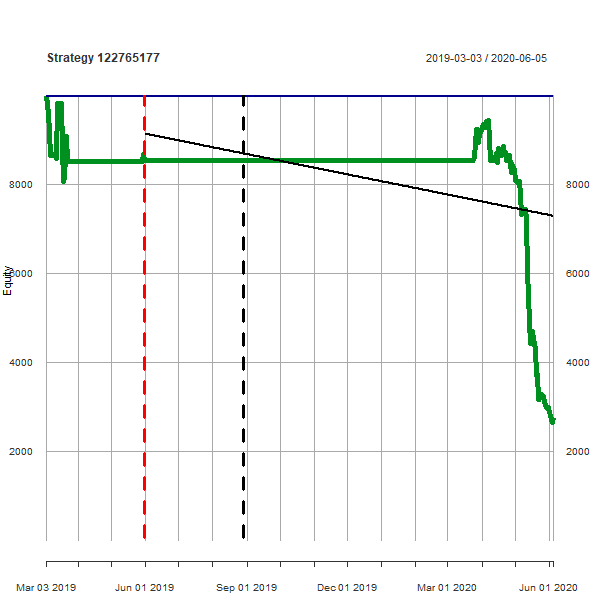 Strategy 122765177
2019-03-03 / 2020-06-05
8000
8000
6000
6000
Equity
4000
4000
2000
2000
Mar 03 2019
Jun 01 2019
Sep 01 2019
Dec 01 2019
Mar 01 2020
Jun 01 2020